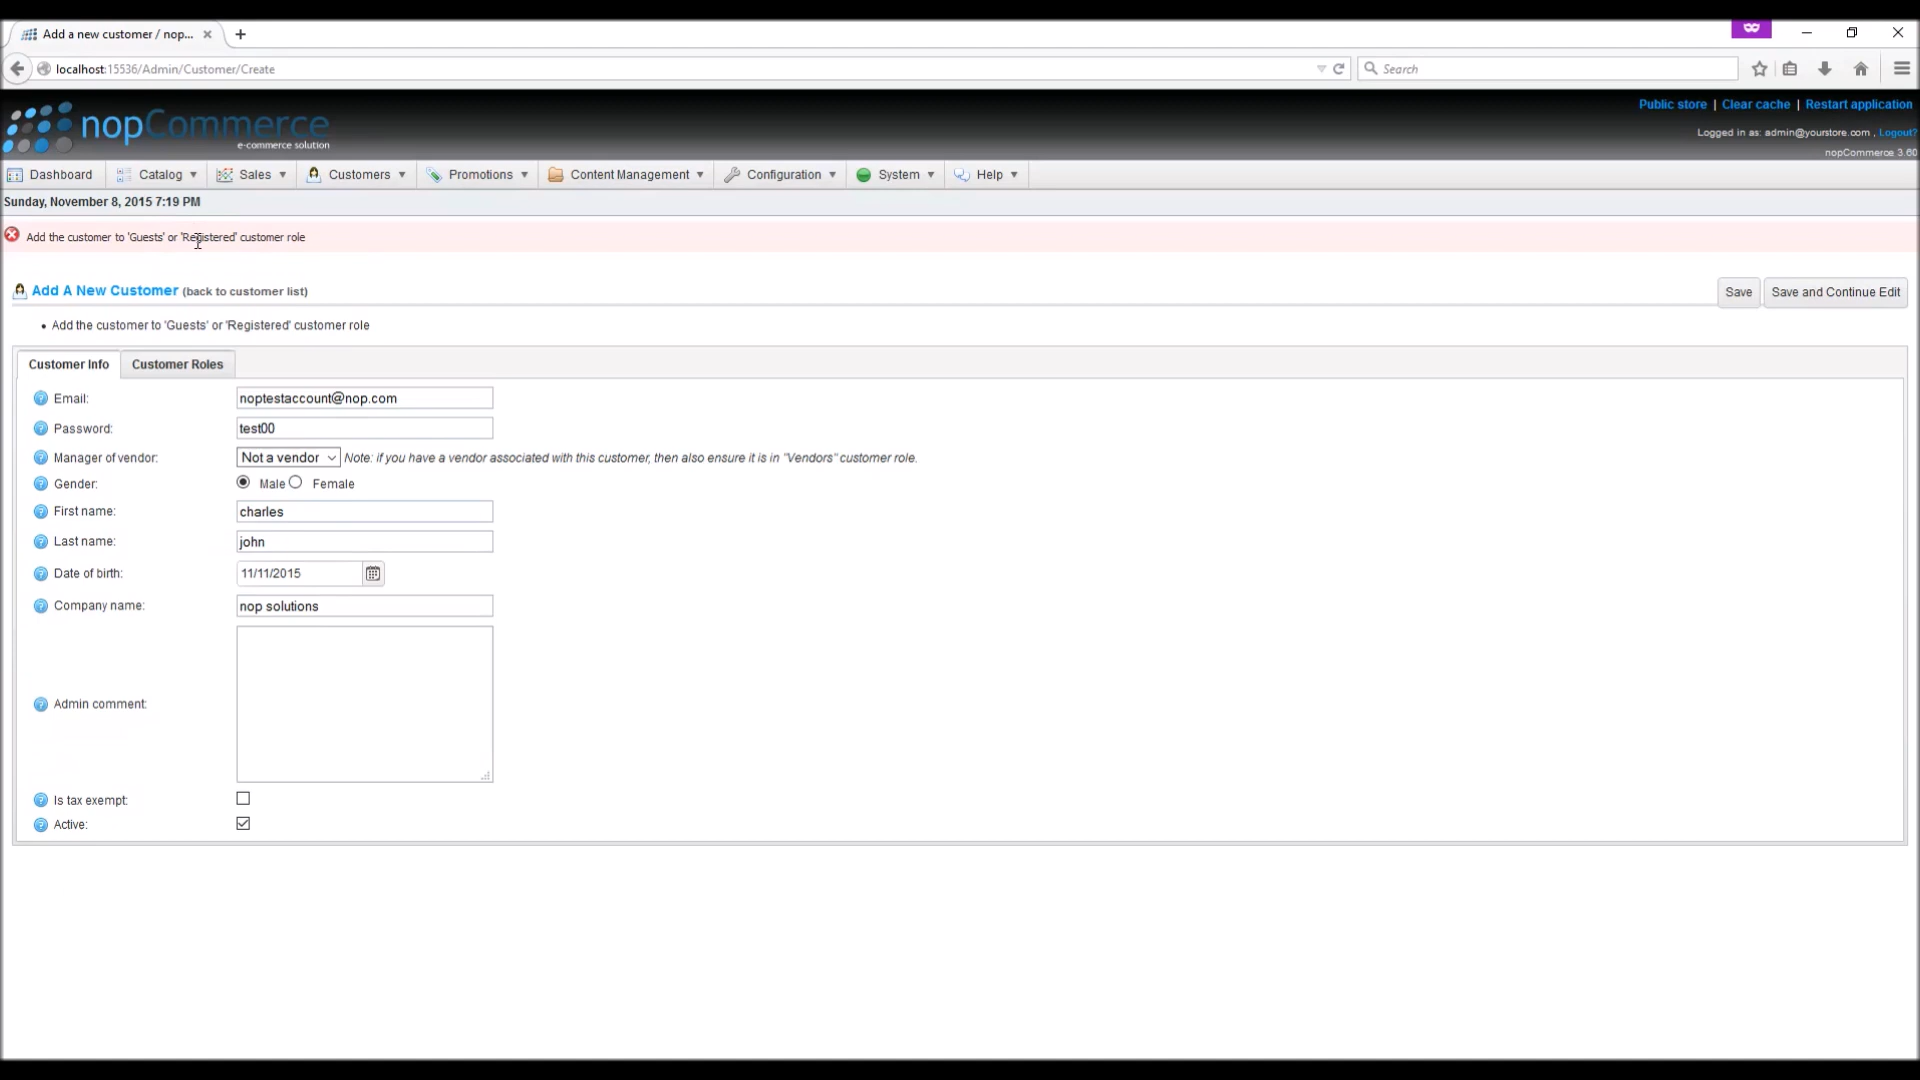 Add a new customer / nop...
localhost:15536/Admin/Customer/Create
Search
nopCommerce
e-commerce solution
Public store | Clear cache | Restart application
Logged in as: admin@yourstore.com , Logout?
nopCommerce 3.60
Dashboard Catalog Sales Customers Promotions Content Management Configuration System Help
Sunday, November 8, 2015 7:19 PM
Add the customer to 'Guests' or 'Registered' customer role
Add A New Customer (back to customer list)
Save Save and Continue Edit
Add the customer to 'Guests' or 'Registered' customer role
Customer Info Customer Roles
Email: noptestaccount@nop.com
Password: test00
Manager of vendor: Not a vendor Note: if you have a vendor associated with this customer, then also ensure it is in "Vendors" customer role.
Gender: Male Female
First name: charles
Last name: john
Date of birth: 11/11/2015
Company name: nop solutions
Admin comment:
Is tax exempt:
Active: